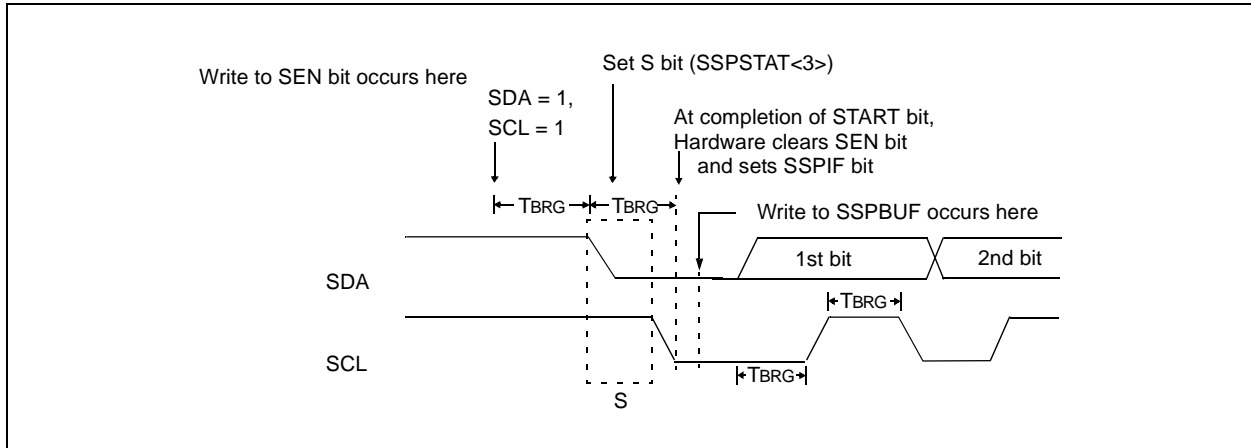 Set S bit (SSPSTAT<3>)
Write to SEN bit occurs here
SDA = 1,
SCL = 1
At completion of START bit,
Hardware clears SEN bit
and sets SSPIF bit
TBRG
TBRG
Write to SSPBUF occurs here
1st bit
2nd bit
SDA
TBRG
SCL
TBRG
S